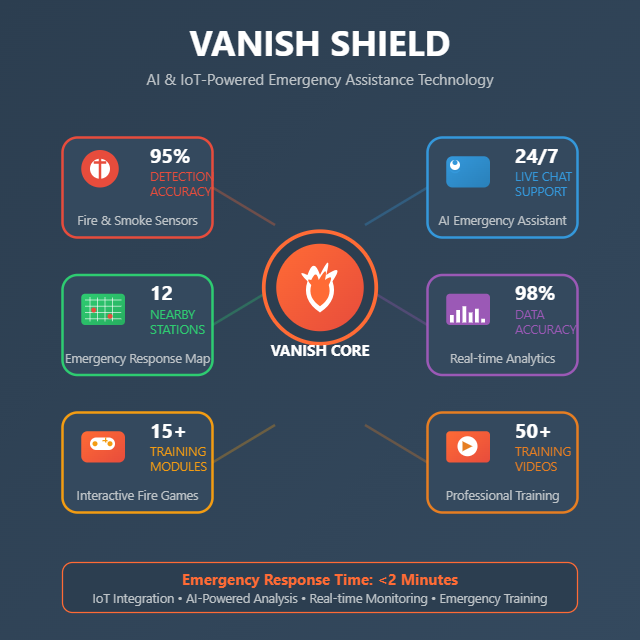 VANISH SHIELD
AI & IoT-Powered Emergency Assistance Technology
95%
DETECTION
ACCURACY
Fire & Smoke Sensors
24/7
LIVE CHAT
SUPPORT
AI Emergency Assistant
12
NEARBY
STATIONS
Emergency Response Map
VANISH CORE
98%
DATA
ACCURACY
Real-time Analytics
15+
TRAINING
MODULES
Interactive Fire Games
50+
TRAINING
VIDEOS
Professional Training
Emergency Response Time: <2 Minutes
IoT Integration • AI-Powered Analysis • Real-time Monitoring • Emergency Training